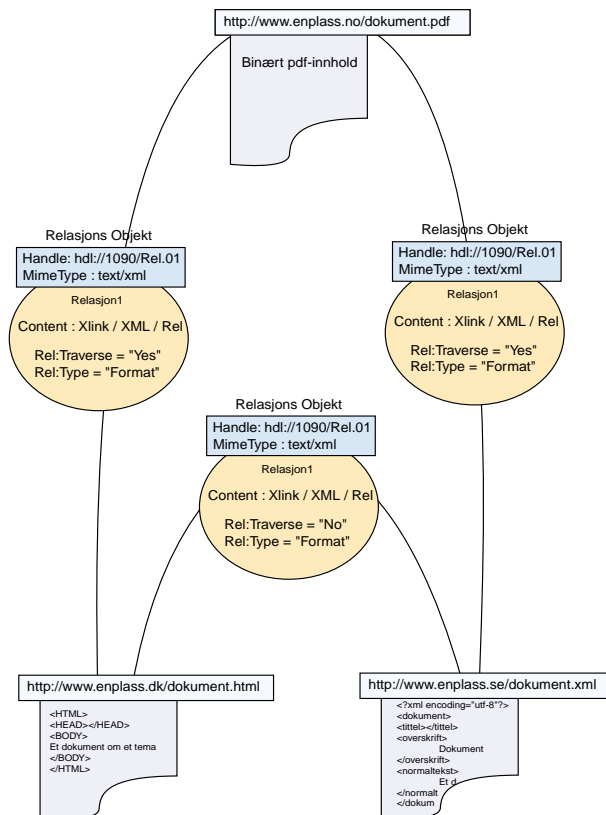 http://www.enplass.no/dokument.pdf
Binært pdf-innhold
Relasjons Objekt
Handle: hdl://1090/Rel.01
MimeType : text/xml
Relasjon1
Content : Xlink / XML / Rel
Rel:Traverse = "Yes"
Rel:Type = "Format"
Relasjons Objekt
Handle: hdl://1090/Rel.01
MimeType : text/xml
Relasjon1
Content : Xlink / XML / Rel
Rel:Traverse = "Yes"
Rel:Type = "Format"
Relasjons Objekt
Handle: hdl://1090/Rel.01
MimeType : text/xml
Relasjon1
Content : Xlink / XML / Rel
Rel:Traverse = "No"
Rel:Type = "Format"
http://www.enplass.dk/dokument.html
<HTML>
<HEAD></HEAD>
<BODY>
Et dokument om et tema
</BODY>
</HTML>
http://www.enplass.se/dokument.xml
<?xml encoding="utf-8"?>
<dokument>
<tittel></tittel>
<overskrift>
Dokument
</overskrift>
<normaltekst>
Et d
</normalt
</dokum